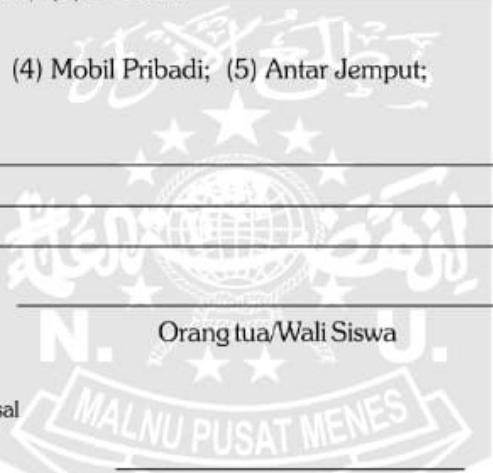 (4) Mobil Pribadi; (5) Antar Jemput;
Orang tua/Wali Siswa
N. U.
sal
MALNU PUSAT MENES